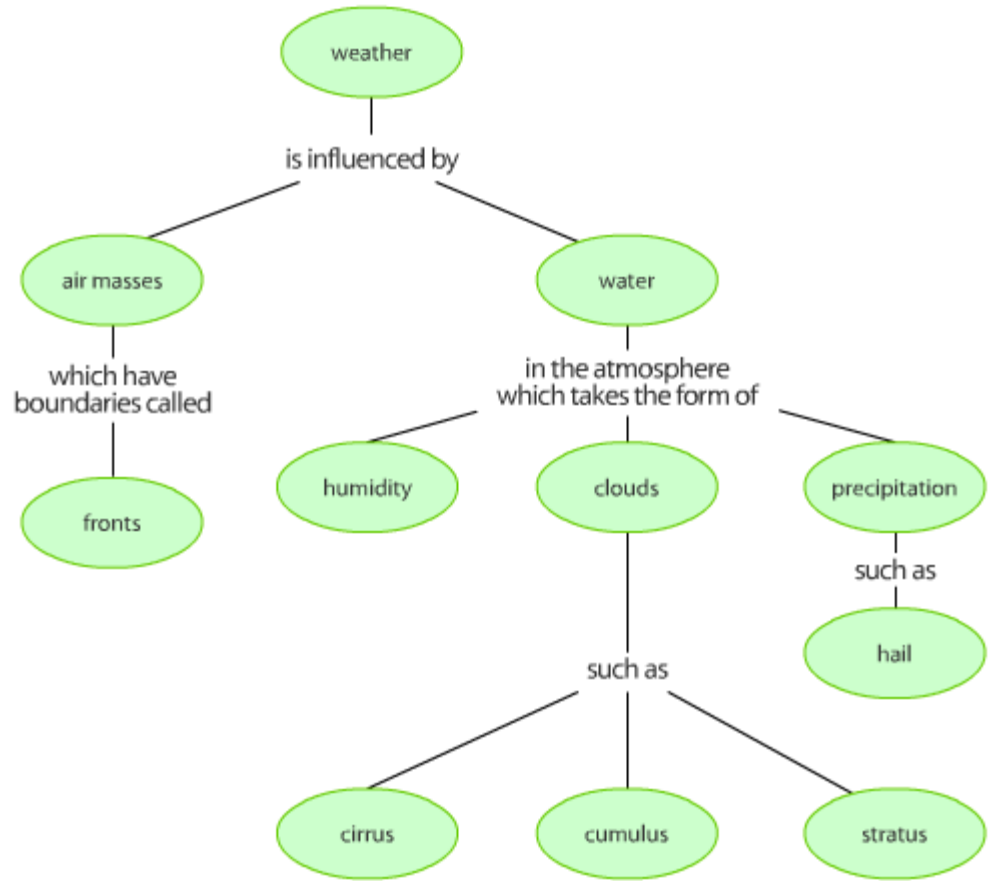 weather
is influenced by
air masses
water
which have
boundaries called
in the atmosphere
which takes the form of
humidity
clouds
precipitation
fronts
such as
hail
such as
cirrus
cumulus
stratus